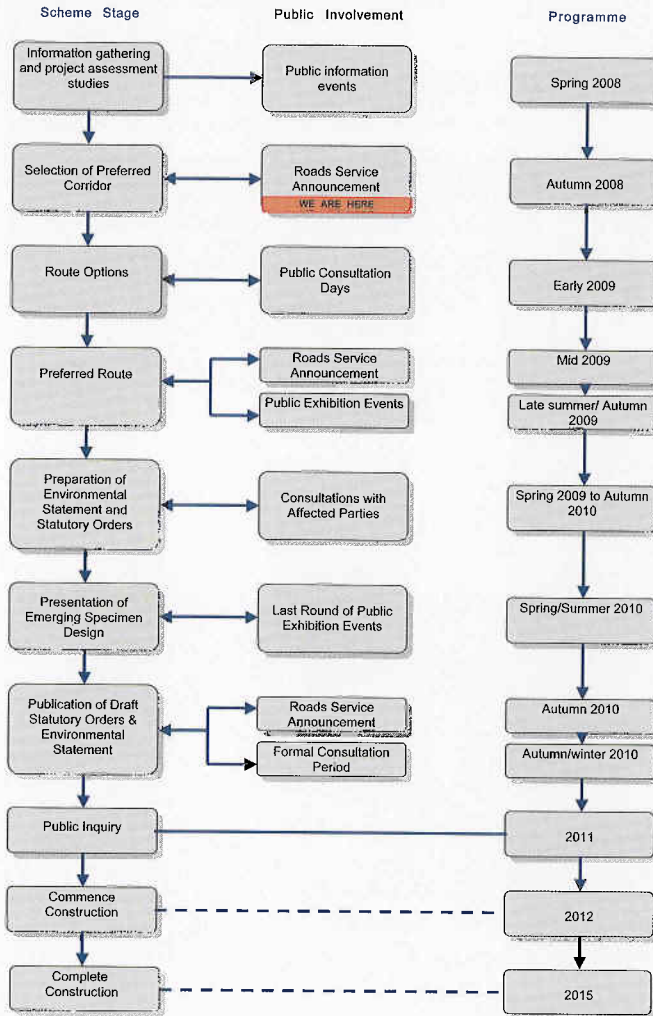 Scheme Stage
Public Involvement
Programme
Information gathering
and project assessment
studies
Public information
events
Spring 2008
Selection of Preferred
Corridor
Roads Service
Announcement
WE ARE HERE
Autumn 2008
Route Options
Public Consultation
Days
Early 2009
Preferred Route
Roads Service
Announcement
Public Exhibition Events
Mid 2009
Late summer/ Autumn
2009
Preparation of
Environmental
Statement and
Statutory Orders
Consultations with
Affected Parties
Spring 2009 to Autumn
2010
Presentation of
Emerging Specimen
Design
Last Round of Public
Exhibition Events
Spring/Summer 2010
Publication of Draft
Statutory Orders &
Environmental
Statement
Roads Service
Announcement
Formal Consultation
Period
Autumn 2010
Autumn/winter 2010
Public Inquiry
2011
Commence
Construction
2012
Complete
Construction
2015